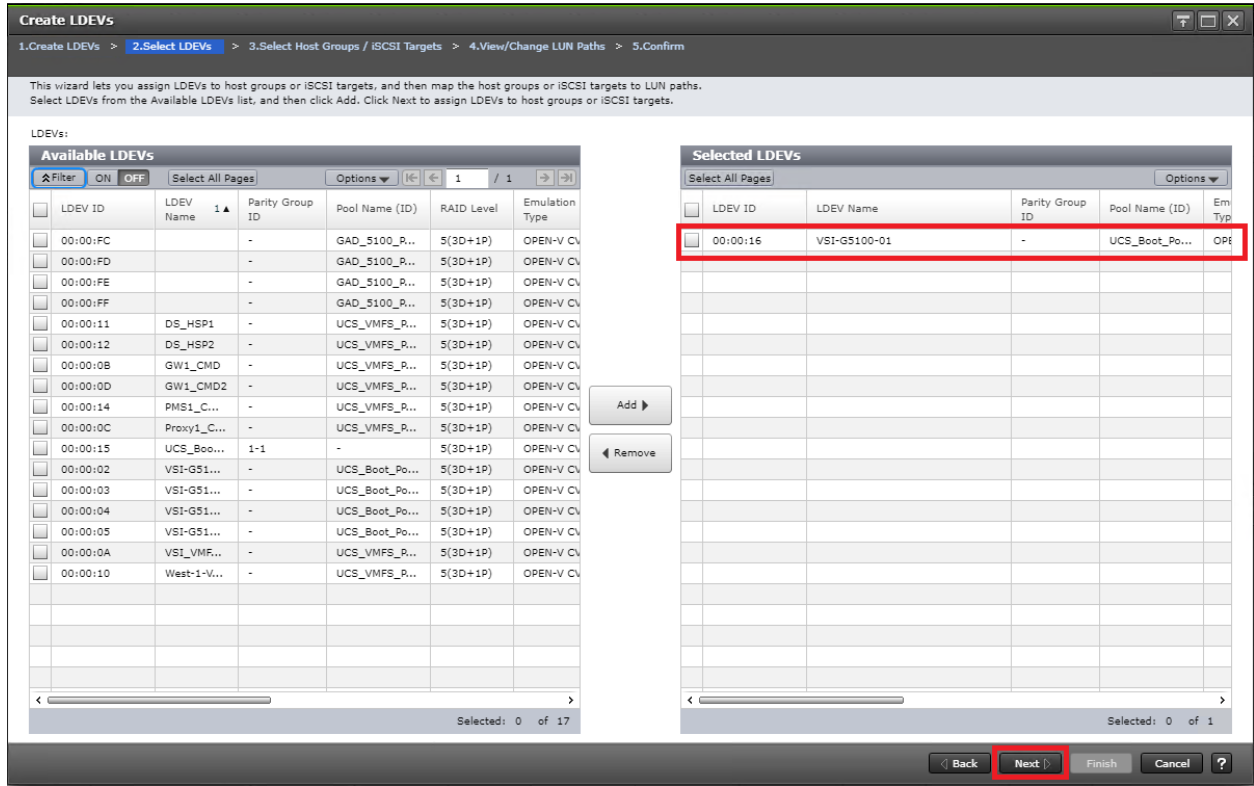 Create LDEVs
1.Create LDEVs > 2.Select LDEVs > 3.Select Host Groups / iSCSI Targets > 4.View/Change LUN Paths > 5.Confirm
This wizard lets you assign LDEVs to host groups or iSCSI targets, and then map the host groups or iSCSI targets to LUN paths.
Select LDEVs from the Available LDEVs list, and then click Add. Click Next to assign LDEVs to host groups or iSCSI targets.
LDEVs:
Available LDEVs
Filter ON OFF Select All Pages Options 1 / 1
LDEV ID LDEV Name 1 Parity Group ID Pool Name (ID) RAID Level Emulation Type
00:00:FC - GAD_5100_P... 5(3D+1P) OPEN-V CV
00:00:FD - GAD_5100_P... 5(3D+1P) OPEN-V CV
00:00:FE - GAD_5100_P... 5(3D+1P) OPEN-V CV
00:00:FF - GAD_5100_P... 5(3D+1P) OPEN-V CV
00:00:11 DS_HSP1 - UCS_VMFS_P... 5(3D+1P) OPEN-V CV
00:00:12 DS_HSP2 - UCS_VMFS_P... 5(3D+1P) OPEN-V CV
00:00:0B GW1_CMD - UCS_VMFS_P... 5(3D+1P) OPEN-V CV
00:00:0D GW1_CMD2 - UCS_VMFS_P... 5(3D+1P) OPEN-V CV
00:00:14 PMS1_C... - UCS_VMFS_P... 5(3D+1P) OPEN-V CV
00:00:0C Proxy1_C... - UCS_VMFS_P... 5(3D+1P) OPEN-V CV
00:00:15 UCS_Boo... 1-1 - 5(3D+1P) OPEN-V CV
00:00:02 VSI-G51... - UCS_Boot_Po... 5(3D+1P) OPEN-V CV
00:00:03 VSI-G51... - UCS_Boot_Po... 5(3D+1P) OPEN-V CV
00:00:04 VSI-G51... - UCS_Boot_Po... 5(3D+1P) OPEN-V CV
00:00:05 VSI-G51... - UCS_Boot_Po... 5(3D+1P) OPEN-V CV
00:00:0A VSI_VMF... - UCS_VMFS_P... 5(3D+1P) OPEN-V CV
00:00:10 West-1-V... - UCS_VMFS_P... 5(3D+1P) OPEN-V CV
Selected: 0 of 17
Add
Remove
Selected LDEVs
Select All Pages Options
LDEV ID LDEV Name Parity Group ID Pool Name (ID) Em Typ
00:00:16 VSI-G5100-01 - UCS_Boot_Po... OPE
Selected: 0 of 1
Back Next Finish Cancel ?